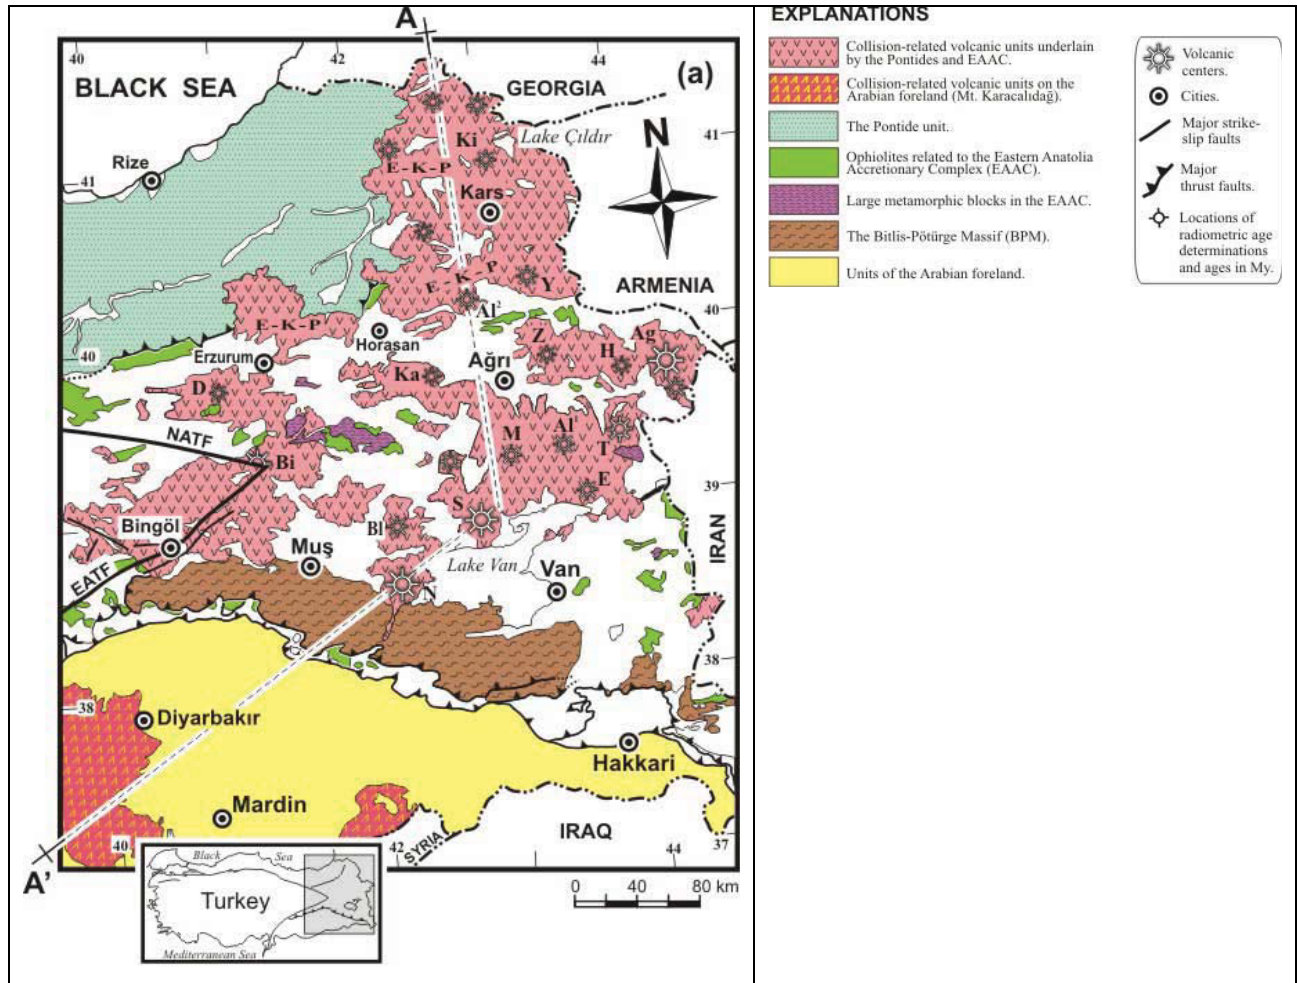 A
40
42
44
(a)
BLACK SEA
GEORGIA
41
N
Lake Çıldır
Ki
Rize
E-K-P
41
Kars
E-K-P
Y
ARMENIA
Al²
40
E-K-P
Horasan
Z
Ag
40
Erzurum
H
Ağrı
Ka
D
NATF
M
Al¹
T
Bi
E
39
S
Bingöl
Bl
IRAN
Muş
Lake Van
Van
EATF
N
38
38
Diyarbakır
Hakkari
Mardin
IRAQ
SYRIA
40
42
44
37
A'
Black Sea
Turkey
Mediterranean Sea
0 40 80 km
EXPLANATIONS
Collision-related volcanic units underlain
by the Pontides and EAAC.
Collision-related volcanic units on the
Arabian foreland (Mt. Karacalıdağ).
The Pontide unit.
Ophiolites related to the Eastern Anatolia
Accretionary Complex (EAAC).
Large metamorphic blocks in the EAAC.
The Bitlis-Pötürge Massif (BPM).
Units of the Arabian foreland.
Volcanic
centers.
Cities.
Major strike-
slip faults
Major
thrust faults.
Locations of
radiometric age
determinations
and ages in My.